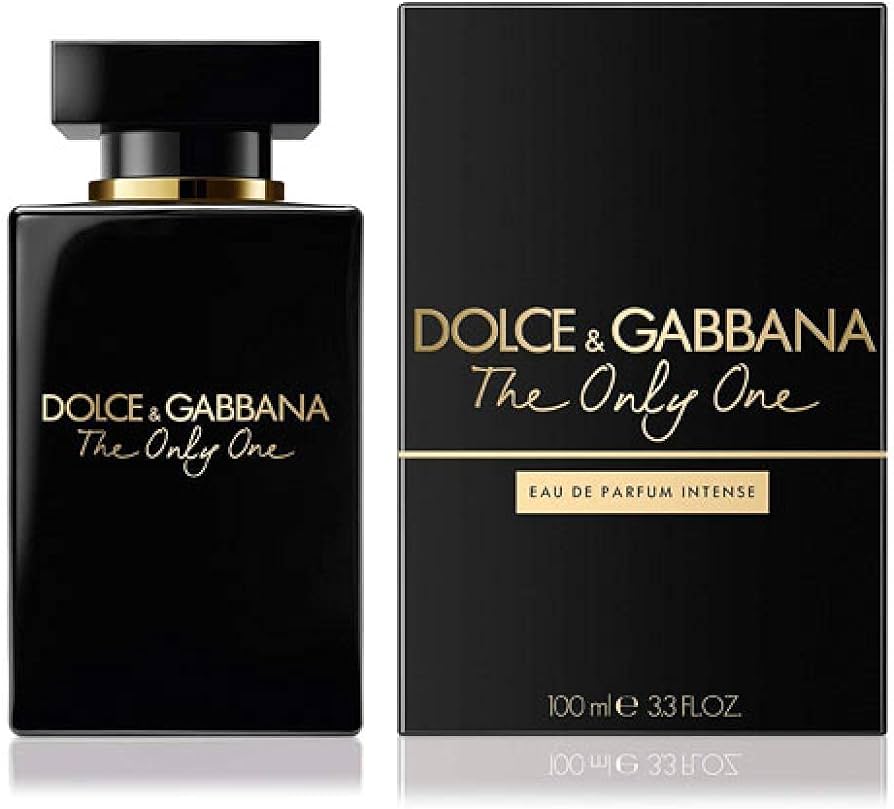 DOLCE & GABBANA
The Only One
DOLCE & GABBANA
The Only One
EAU DE PARFUM INTENSE
100 ml e 3.3 FL.OZ.